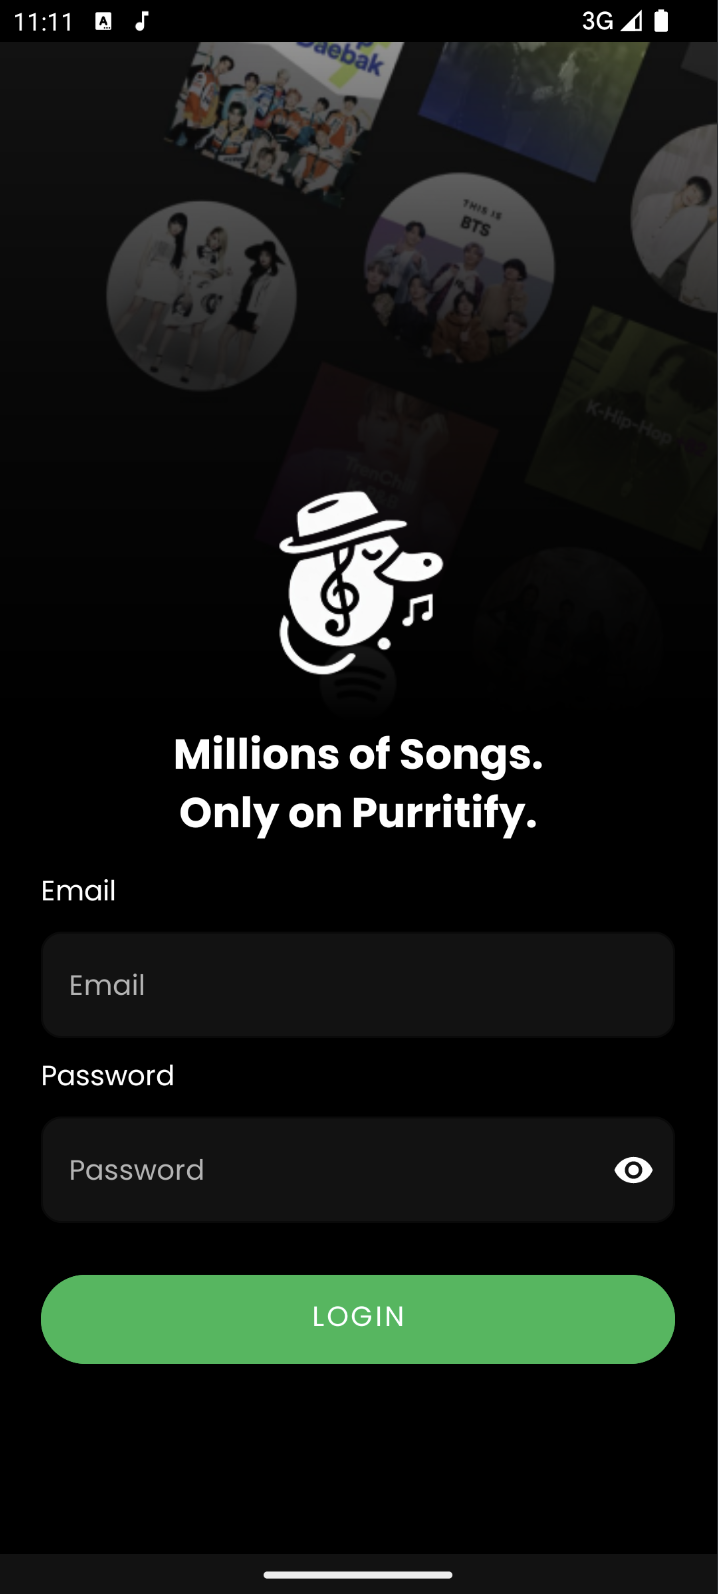 11:11
3G
Daebak
THIS IS
BTS
K-Hip-Hop
Millions of Songs.
Only on Purritify.
Email
Email
Password
Password
LOGIN